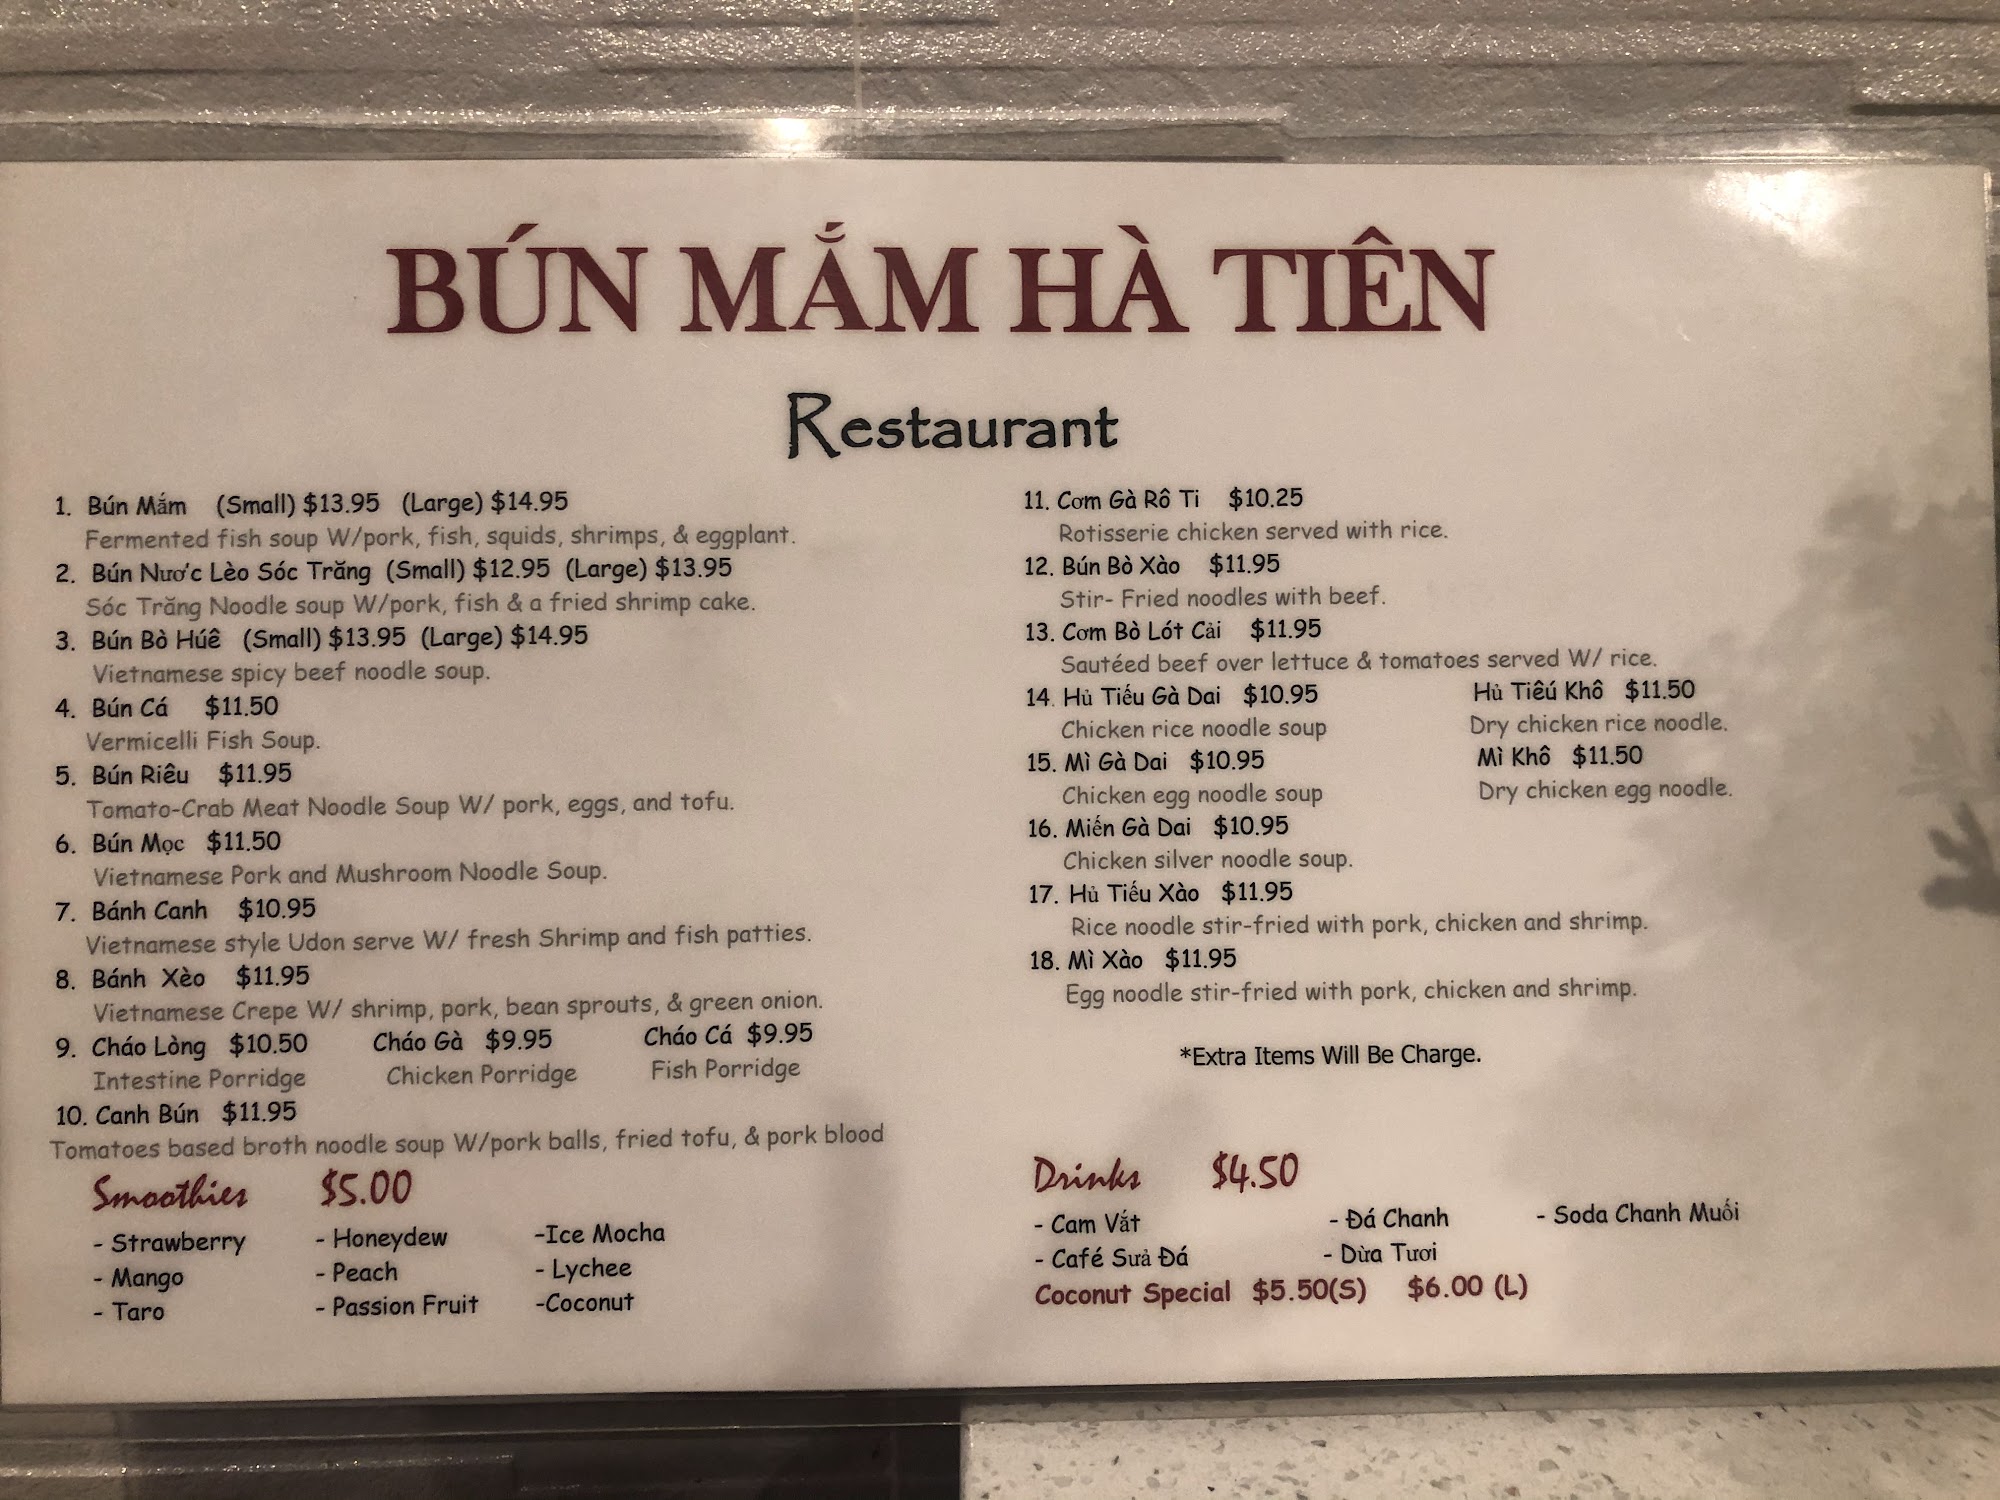 BÚN MẮM HÀ TIÊN
Restaurant
1. Bún Mắm (Small) $13.95 (Large) $14.95
Fermented fish soup W/pork, fish, squids, shrimps, & eggplant.
2. Bún Nươ'c Lèo Sóc Trăng (Small) $12.95 (Large) $13.95
Sóc Trăng Noodle soup W/pork, fish & a fried shrimp cake.
3. Bún Bò Húê (Small) $13.95 (Large) $14.95
Vietnamese spicy beef noodle soup.
4. Bún Cá $11.50
Vermicelli Fish Soup.
5. Bún Riêu $11.95
Tomato-Crab Meat Noodle Soup W/ pork, eggs, and tofu.
6. Bún Mọc $11.50
Vietnamese Pork and Mushroom Noodle Soup.
7. Bánh Canh $10.95
Vietnamese style Udon serve W/ fresh Shrimp and fish patties.
8. Bánh Xèo $11.95
Vietnamese Crepe W/ shrimp, pork, bean sprouts, & green onion.
9. Cháo Lòng $10.50 Cháo Gà $9.95 Cháo Cá $9.95
Intestine Porridge Chicken Porridge Fish Porridge
10. Canh Bún $11.95
Tomatoes based broth noodle soup W/pork balls, fried tofu, & pork blood
11. Cơm Gà Rô Ti $10.25
Rotisserie chicken served with rice.
12. Bún Bò Xào $11.95
Stir- Fried noodles with beef.
13. Cơm Bò Lót Cải $11.95
Sautéed beef over lettuce & tomatoes served W/ rice.
14. Hủ Tiếu Gà Dai $10.95 Hủ Tiêú Khô $11.50
Chicken rice noodle soup Dry chicken rice noodle.
15. Mì Gà Dai $10.95 Mì Khô $11.50
Chicken egg noodle soup Dry chicken egg noodle.
16. Miến Gà Dai $10.95
Chicken silver noodle soup.
17. Hủ Tiếu Xào $11.95
Rice noodle stir-fried with pork, chicken and shrimp.
18. Mì Xào $11.95
Egg noodle stir-fried with pork, chicken and shrimp.
*Extra Items Will Be Charge.
Smoothies $5.00
- Strawberry - Honeydew -Ice Mocha
- Mango - Peach - Lychee
- Taro - Passion Fruit -Coconut
Drinks $4.50
- Cam Vắt - Đá Chanh - Soda Chanh Muối
- Café Sưả Đá - Dừa Tươi
Coconut Special $5.50(S) $6.00 (L)